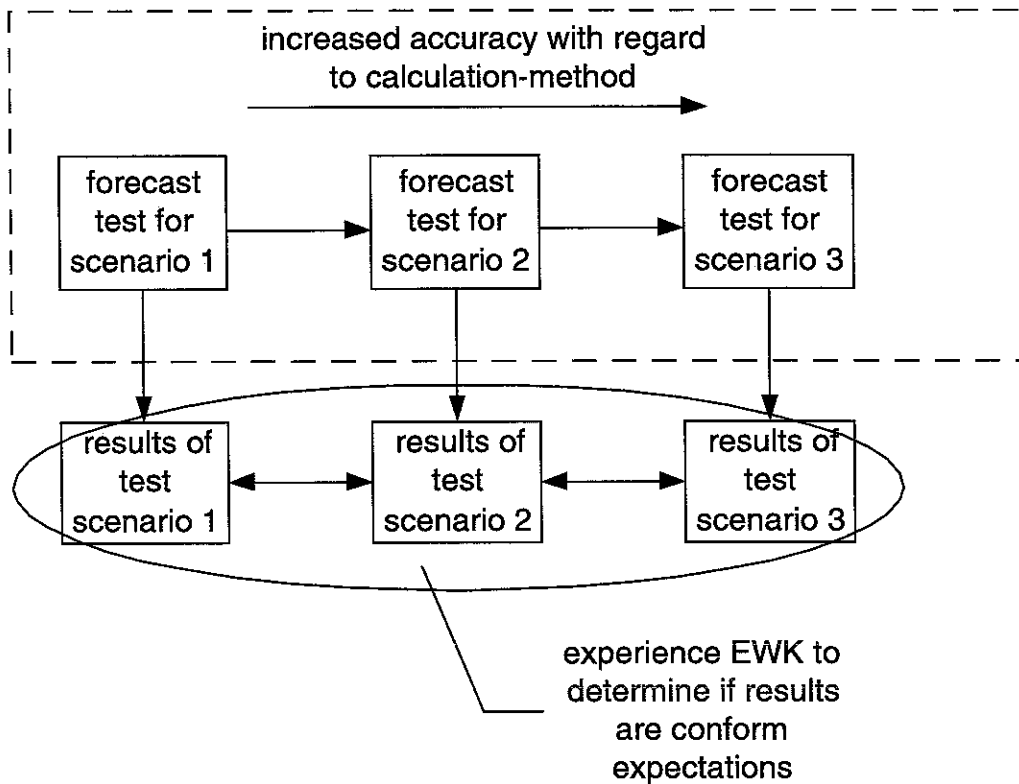 increased accuracy with regard
to calculation-method
forecast
test for
scenario 1
forecast
test for
scenario 2
forecast
test for
scenario 3
results of
test
scenario 1
results of
test
scenario 2
results of
test
scenario 3
experience EWK to
determine if results
are conform
expectations